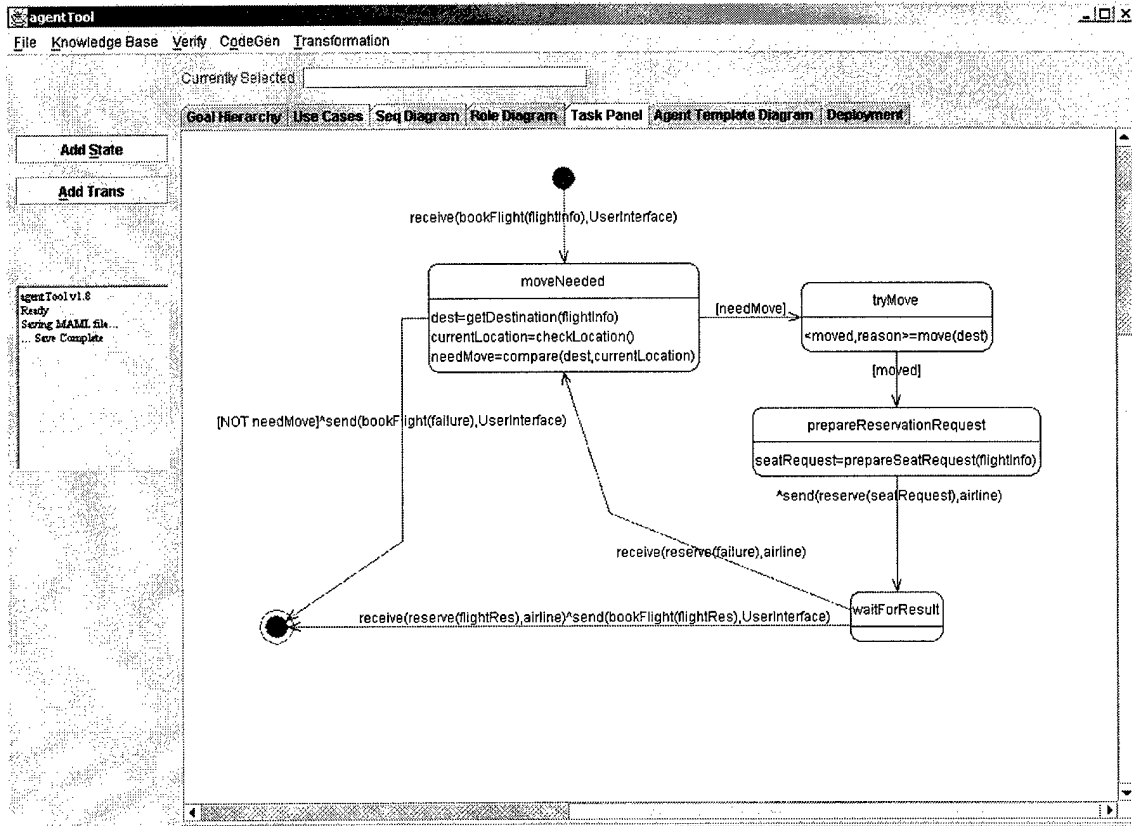 agentTool
File Knowledge Base Verify CodeGen Transformation
Currently Selected
Goal Hierarchy Use Cases Seq Diagram Role Diagram Task Panel Agent Template Diagram Deployment
Add State
Add Trans
agentTool v1.8
Ready
Saving MAML file...
... Save Complete
receive(bookFlight(flightInfo),UserInterface)
moveNeeded
dest=getDestination(flightInfo)
currentLocation=checkLocation()
needMove=compare(dest,currentLocation)
[needMove]
tryMove
<moved,reason>=move(dest)
[moved]
[NOT needMove]^send(bookFlight(failure),UserInterface)
prepareReservationRequest
seatRequest=prepareSeatRequest(flightInfo)
^send(reserve(seatRequest),airline)
receive(reserve(failure),airline)
waitForResult
receive(reserve(flightRes),airline)^send(bookFlight(flightRes),UserInterface)